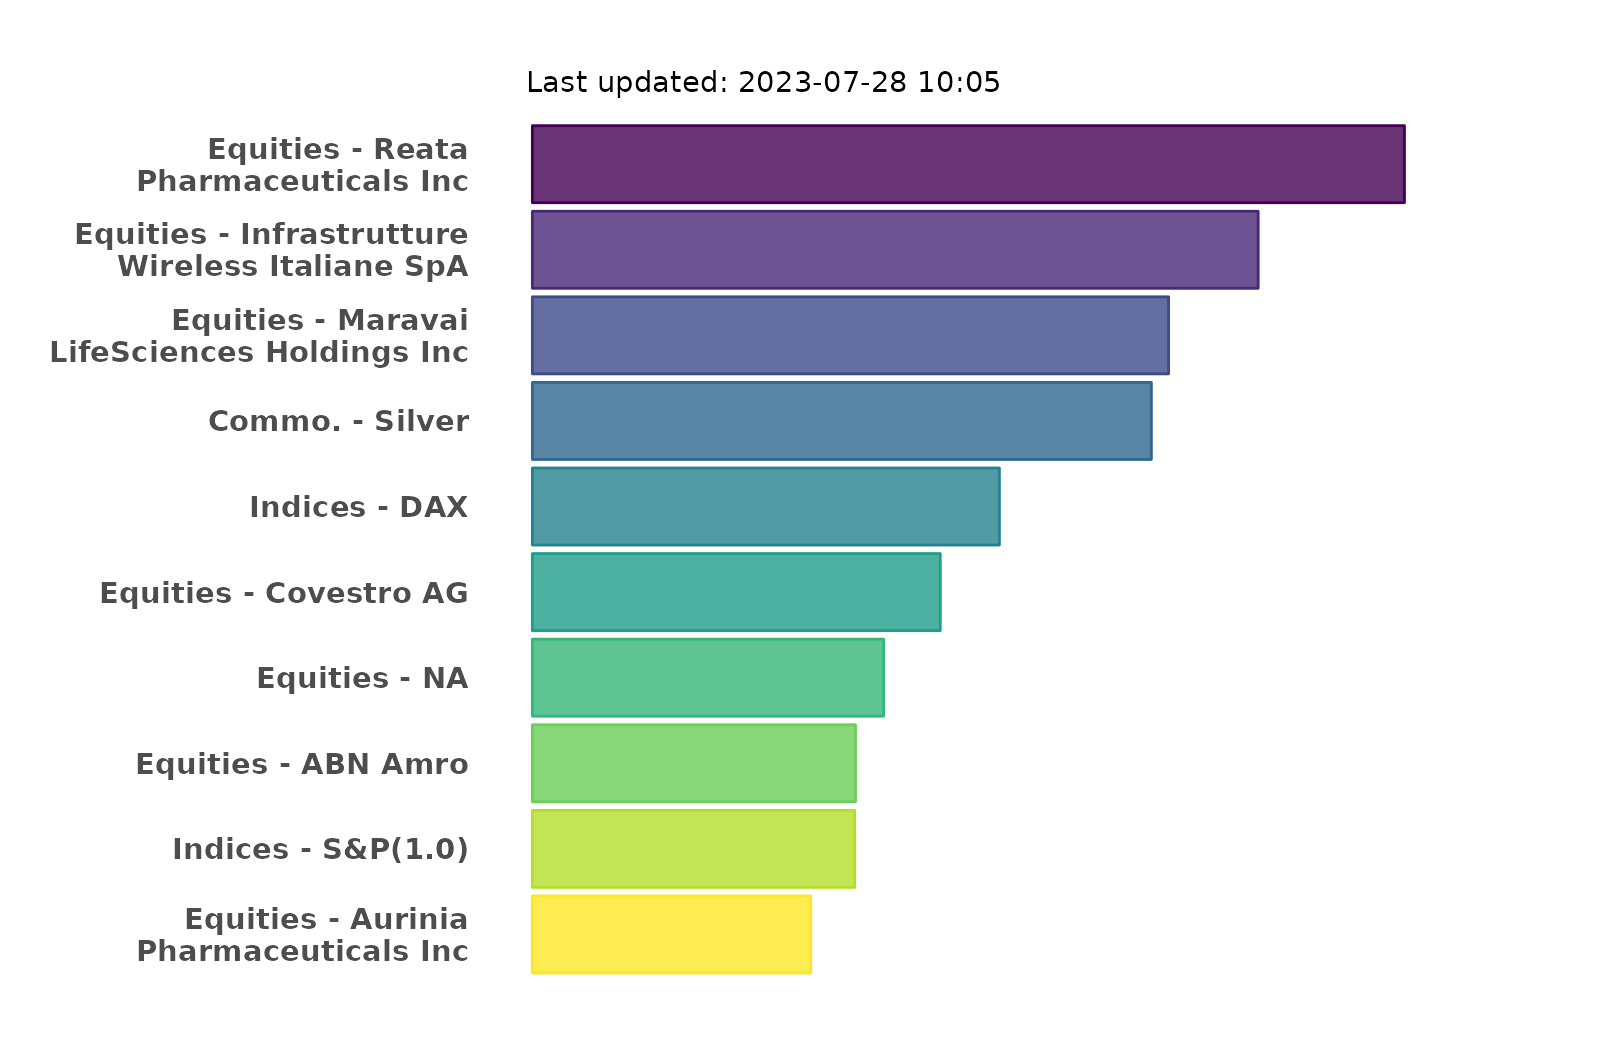 Last updated: 2023-07-28 10:05
Equities - Reata
Pharmaceuticals Inc
Equities - Infrastrutture
Wireless Italiane SpA
Equities - Maravai
LifeSciences Holdings Inc
Commo. - Silver
Indices - DAX
Equities - Covestro AG
Equities - NA
Equities - ABN Amro
Indices - S&P(1.0)
Equities - Aurinia
Pharmaceuticals Inc